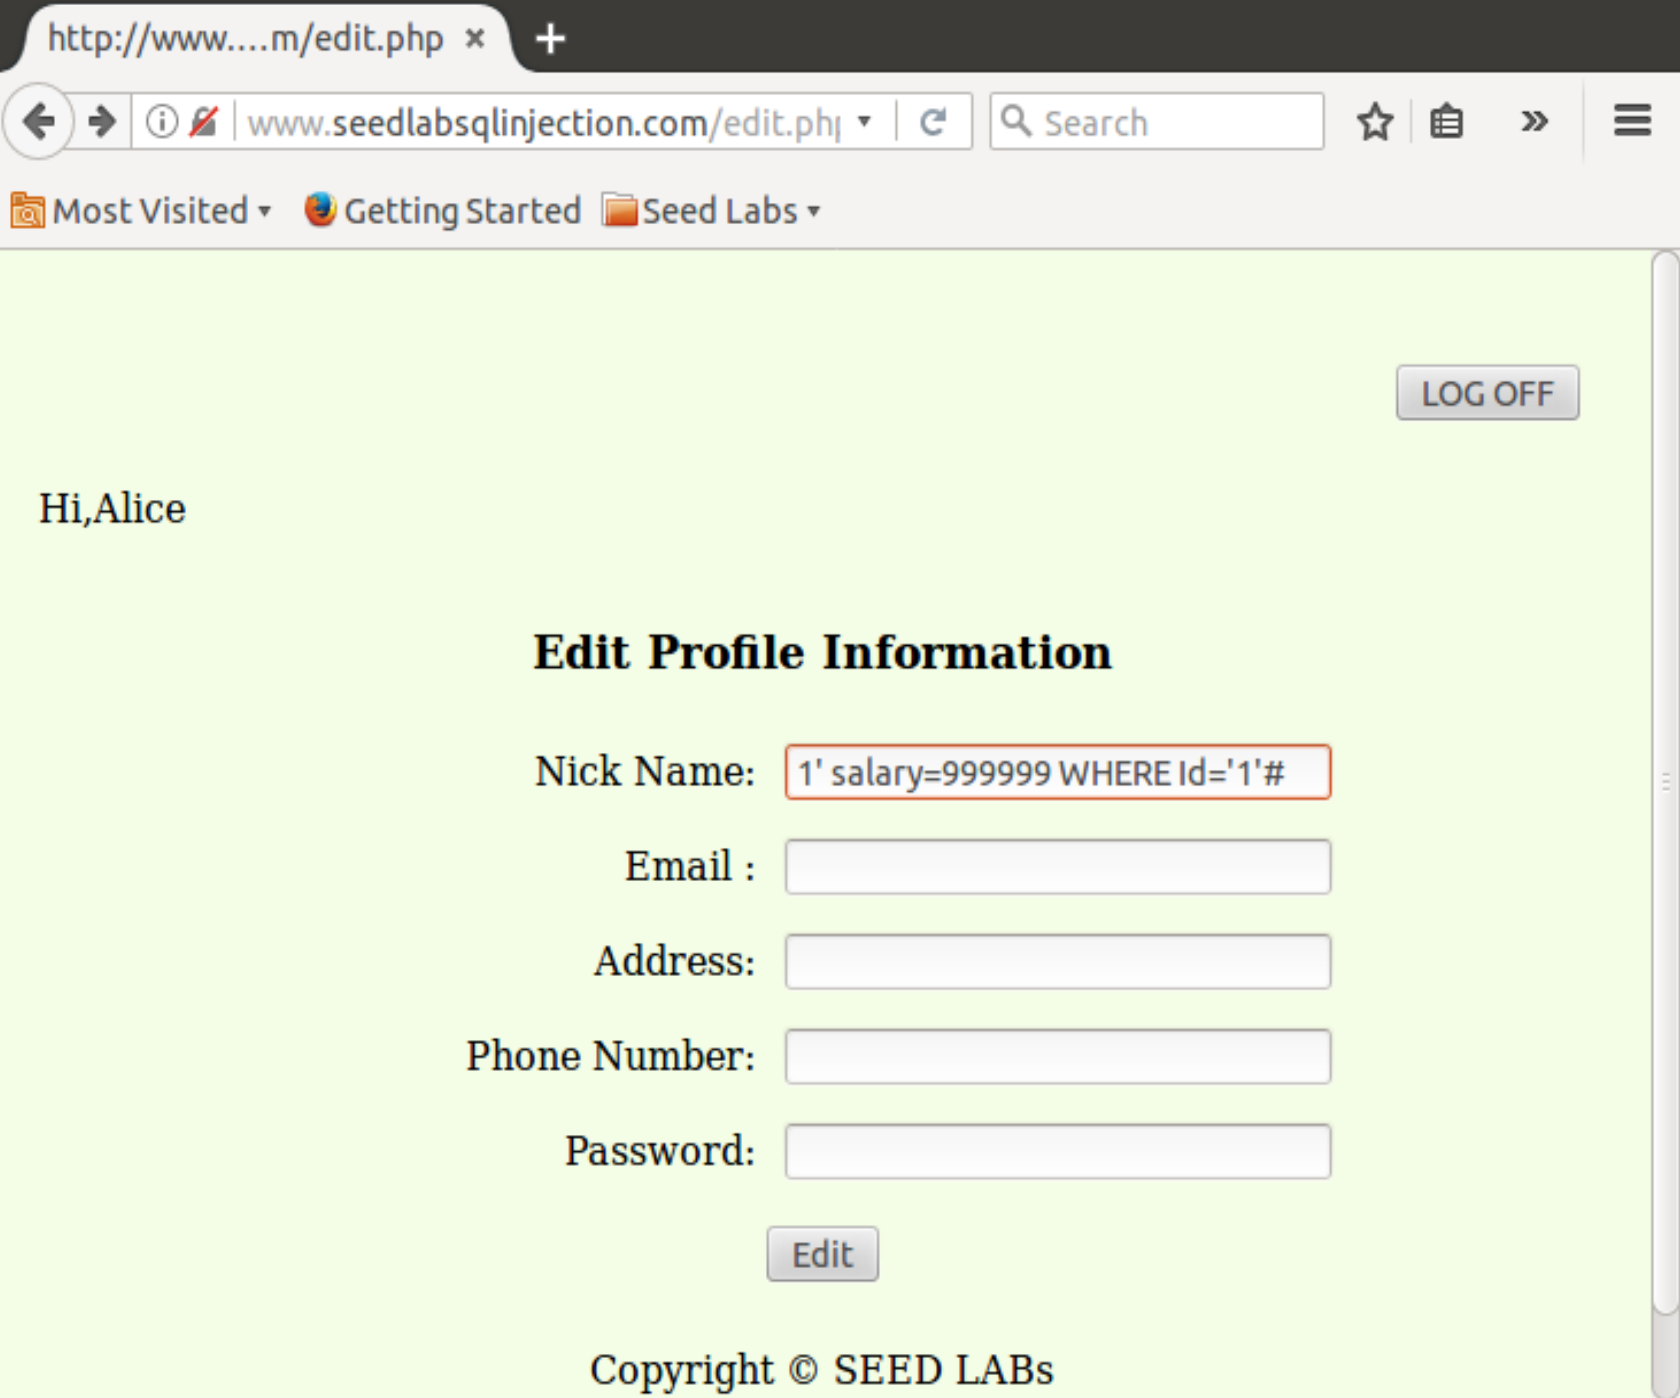 http://www....m/edit.php × +
www.seedlabsqlinjection.com/edit.ph Search
Most Visited Getting Started Seed Labs
LOG OFF
Hi,Alice
Edit Profile Information
Nick Name: 1' salary=999999 WHERE Id='1'#
Email :
Address:
Phone Number:
Password:
Edit
Copyright © SEED LABs